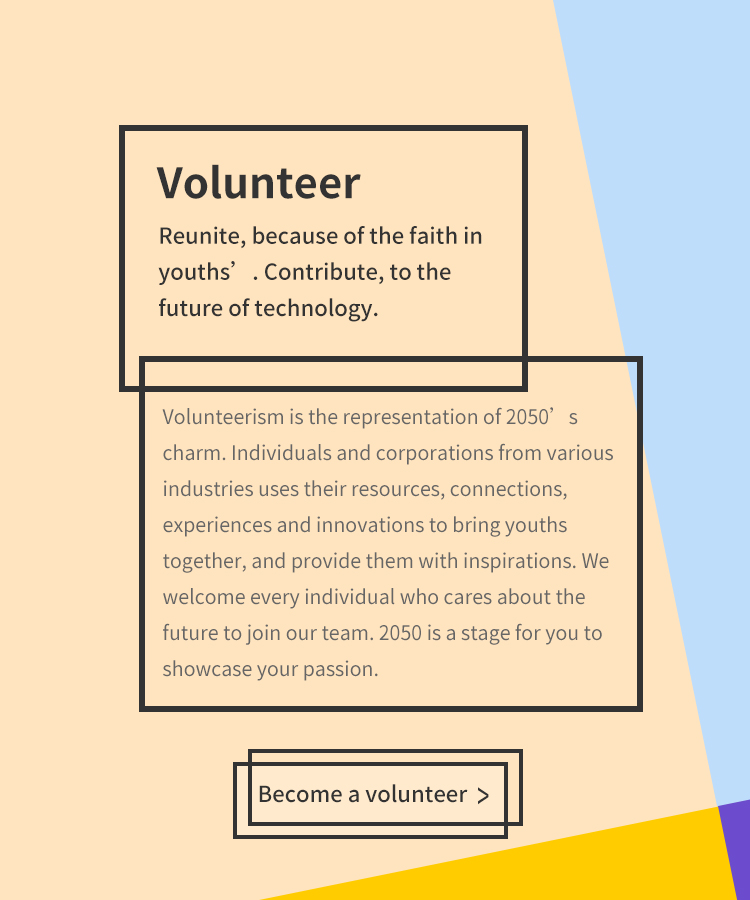 Volunteer
Reunite, because of the faith in
youths’ . Contribute, to the
future of technology.
Volunteerism is the representation of 2050’ s
charm. Individuals and corporations from various
industries uses their resources, connections,
experiences and innovations to bring youths
together, and provide them with inspirations. We
welcome every individual who cares about the
future to join our team. 2050 is a stage for you to
showcase your passion.
Become a volunteer >